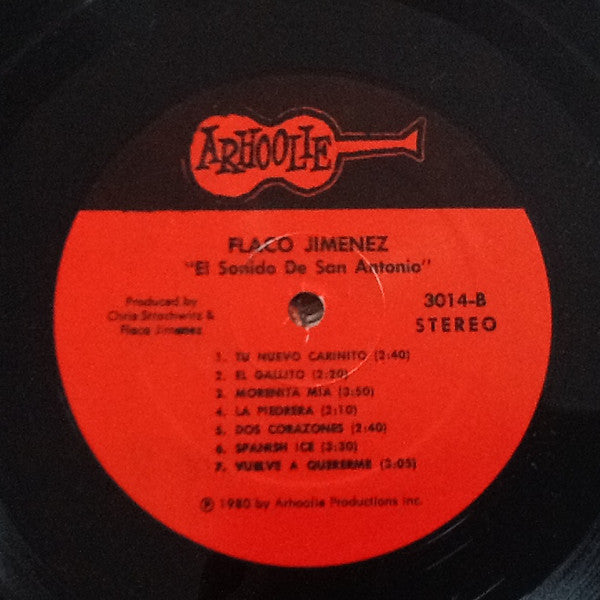 ARHOOLIE
FLACO JIMENEZ
"El Sonido De San Antonio"
Produced by
Chris Strachwitz &
Flaco Jimenez
3014-B
STEREO
1. TU NUEVO CARINITO (2:40)
2. EL GALLITO (2:20)
3. MORENITA MIA (3:50)
4. LA PIEDRERA (2:10)
5. DOS CORAZONES (2:40)
6. SPANISH ICE (3:30)
7. VUELVE A QUERERME (3:05)
℗ 1980 by Arhoolie Productions Inc.